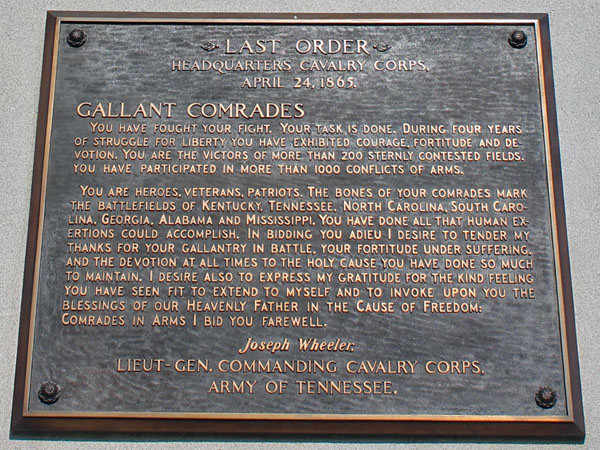 LAST ORDER
HEADQUARTERS CAVALRY CORPS,
APRIL 24, 1865.
GALLANT COMRADES
YOU HAVE FOUGHT YOUR FIGHT. YOUR TASK IS DONE. DURING FOUR YEARS
OF STRUGGLE FOR LIBERTY YOU HAVE EXHIBITED COURAGE, FORTITUDE AND DE-
VOTION. YOU ARE THE VICTORS OF MORE THAN 200 STERNLY CONTESTED FIELDS.
YOU HAVE PARTICIPATED IN MORE THAN 1000 CONFLICTS OF ARMS.
YOU ARE HEROES, VETERANS, PATRIOTS. THE BONES OF YOUR COMRADES MARK
THE BATTLEFIELDS OF KENTUCKY, TENNESSEE, NORTH CAROLINA, SOUTH CARO-
LINA, GEORGIA, ALABAMA AND MISSISSIPPI. YOU HAVE DONE ALL THAT HUMAN EX-
ERTIONS COULD ACCOMPLISH. IN BIDDING YOU ADIEU I DESIRE TO TENDER MY
THANKS FOR YOUR GALLANTRY IN BATTLE, YOUR FORTITUDE UNDER SUFFERING,
AND THE DEVOTION AT ALL TIMES TO THE HOLY CAUSE YOU HAVE DONE SO MUCH
TO MAINTAIN. I DESIRE ALSO TO EXPRESS MY GRATITUDE FOR THE KIND FEELING
YOU HAVE SEEN FIT TO EXTEND TO MYSELF AND TO INVOKE UPON YOU THE
BLESSINGS OF OUR HEAVENLY FATHER IN THE CAUSE OF FREEDOM:
COMRADES IN ARMS I BID YOU FAREWELL.
Joseph Wheeler,
LIEUT-GEN. COMMANDING CAVALRY CORPS,
ARMY OF TENNESSEE.